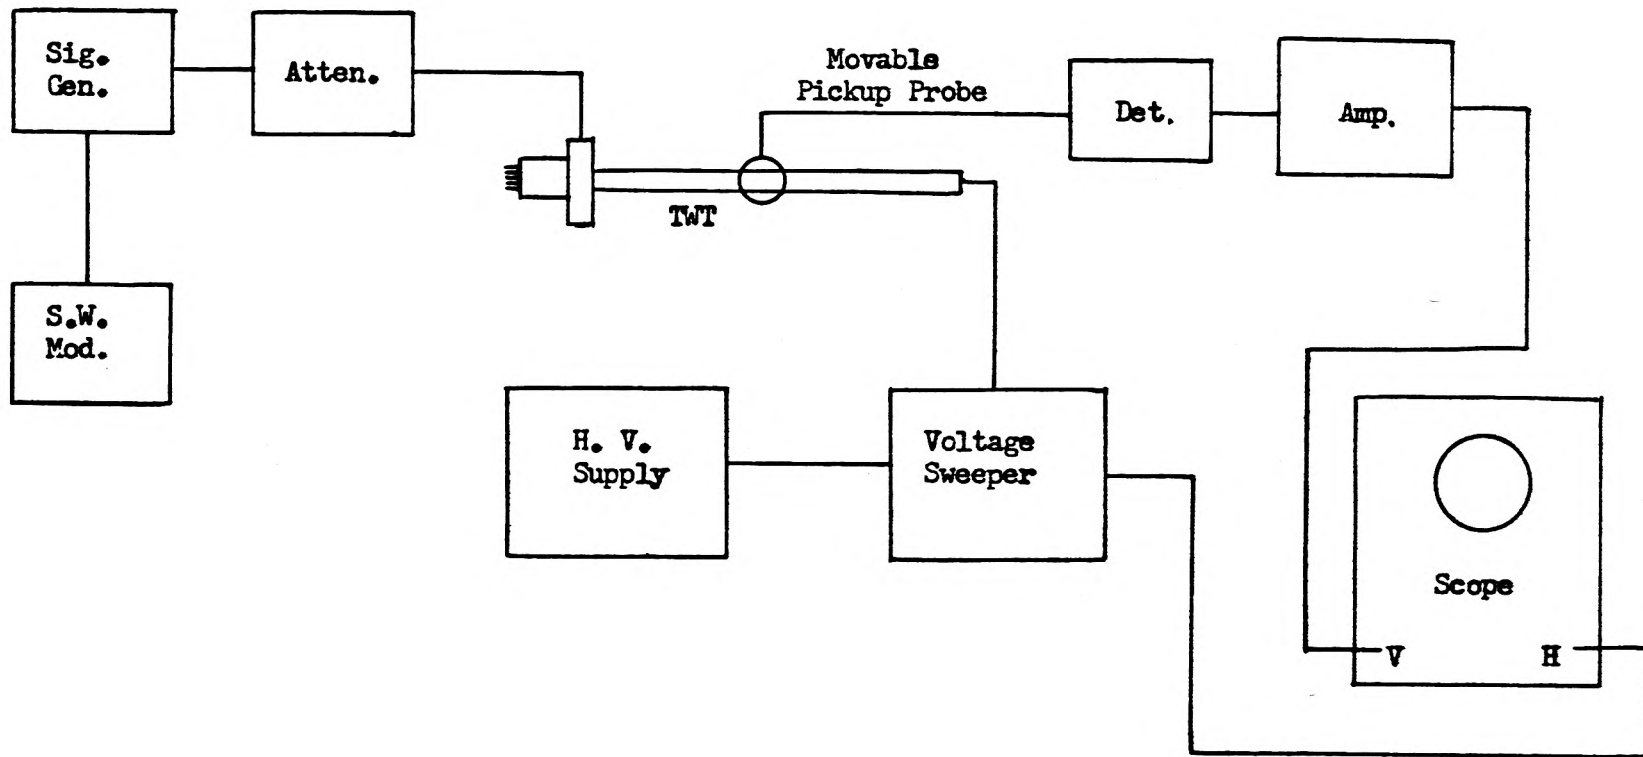 Sig.
Gen.
Atten.
Movable
Pickup Probe
Det.
Amp.
TWT
S.W.
Mod.
H. V.
Supply
Voltage
Sweeper
Scope
V
H